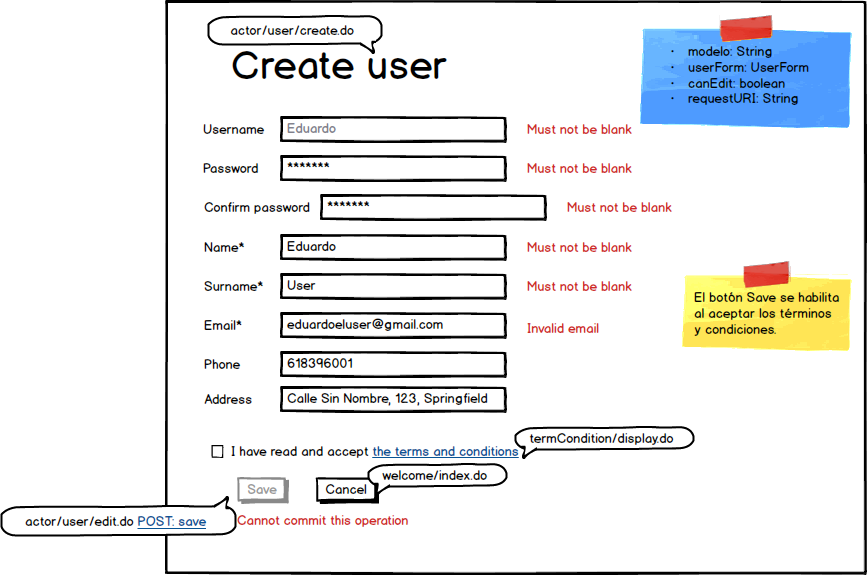 actor/user/create.do
Create user
· modelo: String
· userForm: UserForm
· canEdit: boolean
· requestURI: String
Username Eduardo Must not be blank
Password ******* Must not be blank
Confirm password ******* Must not be blank
Name* Eduardo Must not be blank
Surname* User Must not be blank
El botón Save se habilita
al aceptar los términos
y condiciones.
Email* eduardoeluser@gmail.com Invalid email
Phone 618396001
Address Calle Sin Nombre, 123, Springfield
I have read and accept the terms and conditions
termCondition/display.do
Save Cancel
welcome/index.do
actor/user/edit.do POST: save
Cannot commit this operation